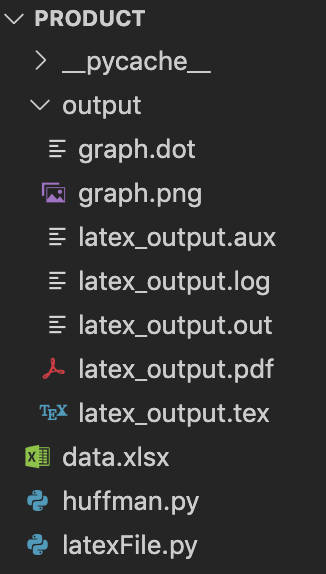 PRODUCT
__pycache__
output
graph.dot
graph.png
latex_output.aux
latex_output.log
latex_output.out
latex_output.pdf
TEX latex_output.tex
X data.xlsx
huffman.py
latexFile.py